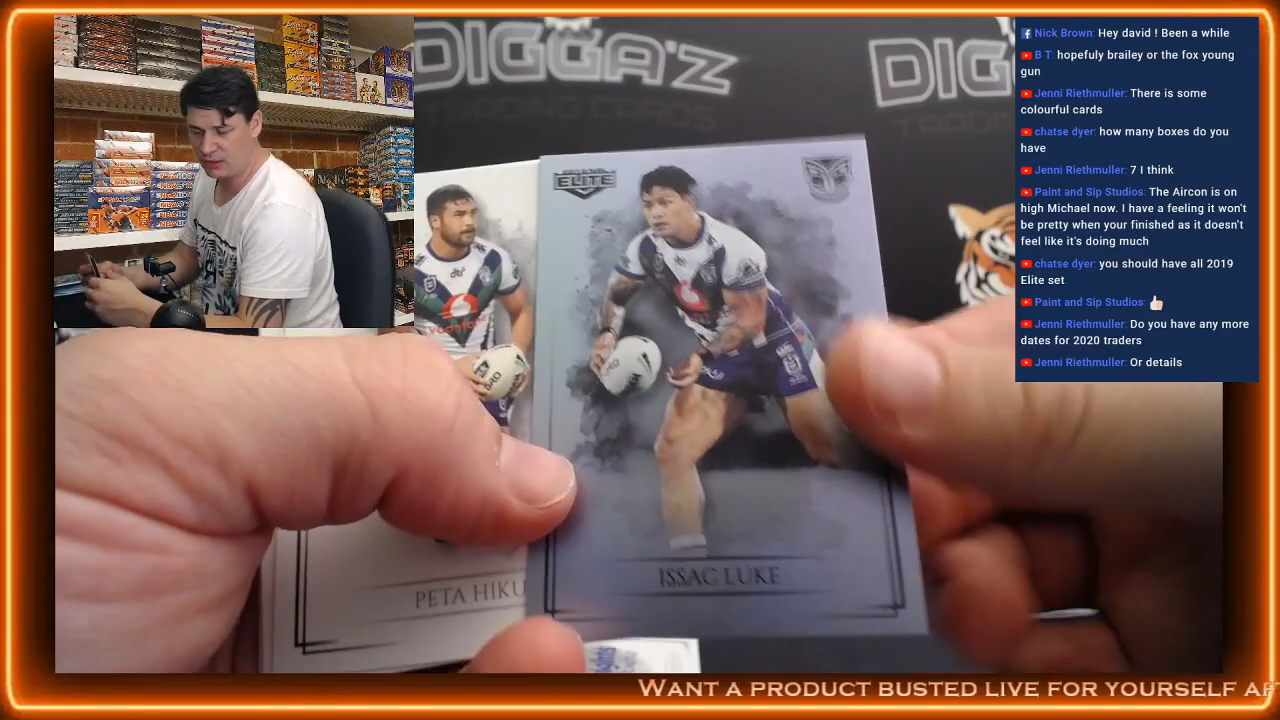 DIGGA'Z
TRADING CARDS
DIG
TRADIN
ELITE
VODAFONE
PETA HIKU
ISSAC LUKE
Nick Brown: Hey david ! Been a while
B T: hopefuly brailey or the fox young
gun
Jenni Riethmuller: There is some
colourful cards
chatse dyer: how many boxes do you
have
Jenni Riethmuller: 7 I think
Paint and Sip Studios: The Aircon is on
high Michael now. I have a feeling it won't
be pretty when your finished as it doesn't
feel like it's doing much
chatse dyer: you should have all 2019
Elite set
Paint and Sip Studios: 👍🏻
Jenni Riethmuller: Do you have any more
dates for 2020 traders
Jenni Riethmuller: Or details
WANT A PRODUCT BUSTED LIVE FOR YOURSELF AF